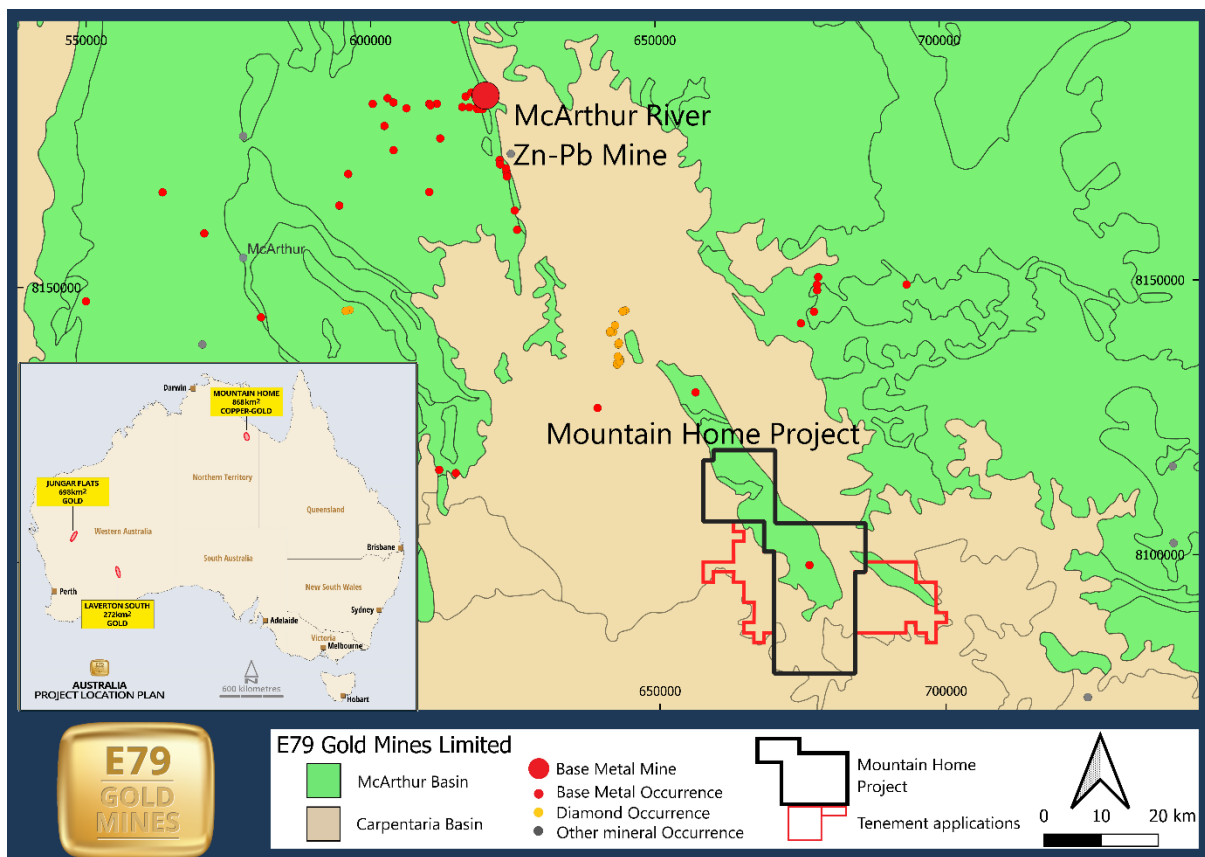 550000
600000
650000
700000
McArthur River
Zn-Pb Mine
McArthur
8150000
8150000
Mountain Home Project
8100000
650000
700000
Darwin
MOUNTAIN HOME
868km²
COPPER-GOLD
Northern Territory
JUNGAR FLATS
698km²
GOLD
Western Australia
Queensland
South Australia
Brisbane
New South Wales
Perth
LAVERTON SOUTH
272km²
GOLD
Sydney
Adelaide
Victoria
Melbourne
Hobart
AUSTRALIA
PROJECT LOCATION PLAN
N
600 kilometres
E79
GOLD
MINES
E79 Gold Mines Limited
McArthur Basin
Carpentaria Basin
Base Metal Mine
Base Metal Occurrence
Diamond Occurrence
Other mineral Occurrence
Mountain Home
Project
Tenement applications
0 10 20 km